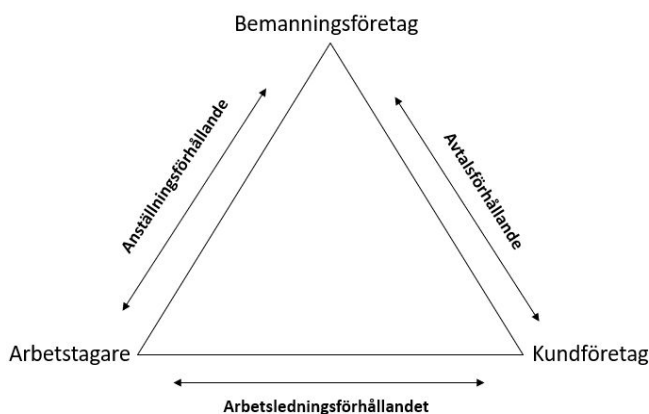 Bemanningsföretag
Anställningsförhållande
Avtalsförhållande
Arbetstagare
Kundföretag
Arbetsledningsförhållandet